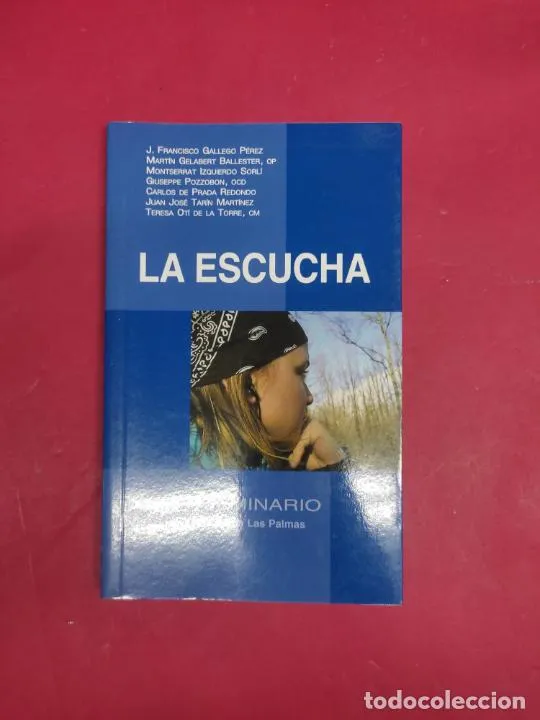 J. Francisco Gallego Pérez
Martín Gelabert Ballester, OP
Montserrat Izquierdo Sorlí
Giuseppe Pozzobon, OCD
Carlos de Prada Redondo
Juan José Tarín Martínez
Teresa Otí de la Torre, CM
LA ESCUCHA
MINARIO
Las Palmas
todocoleccion